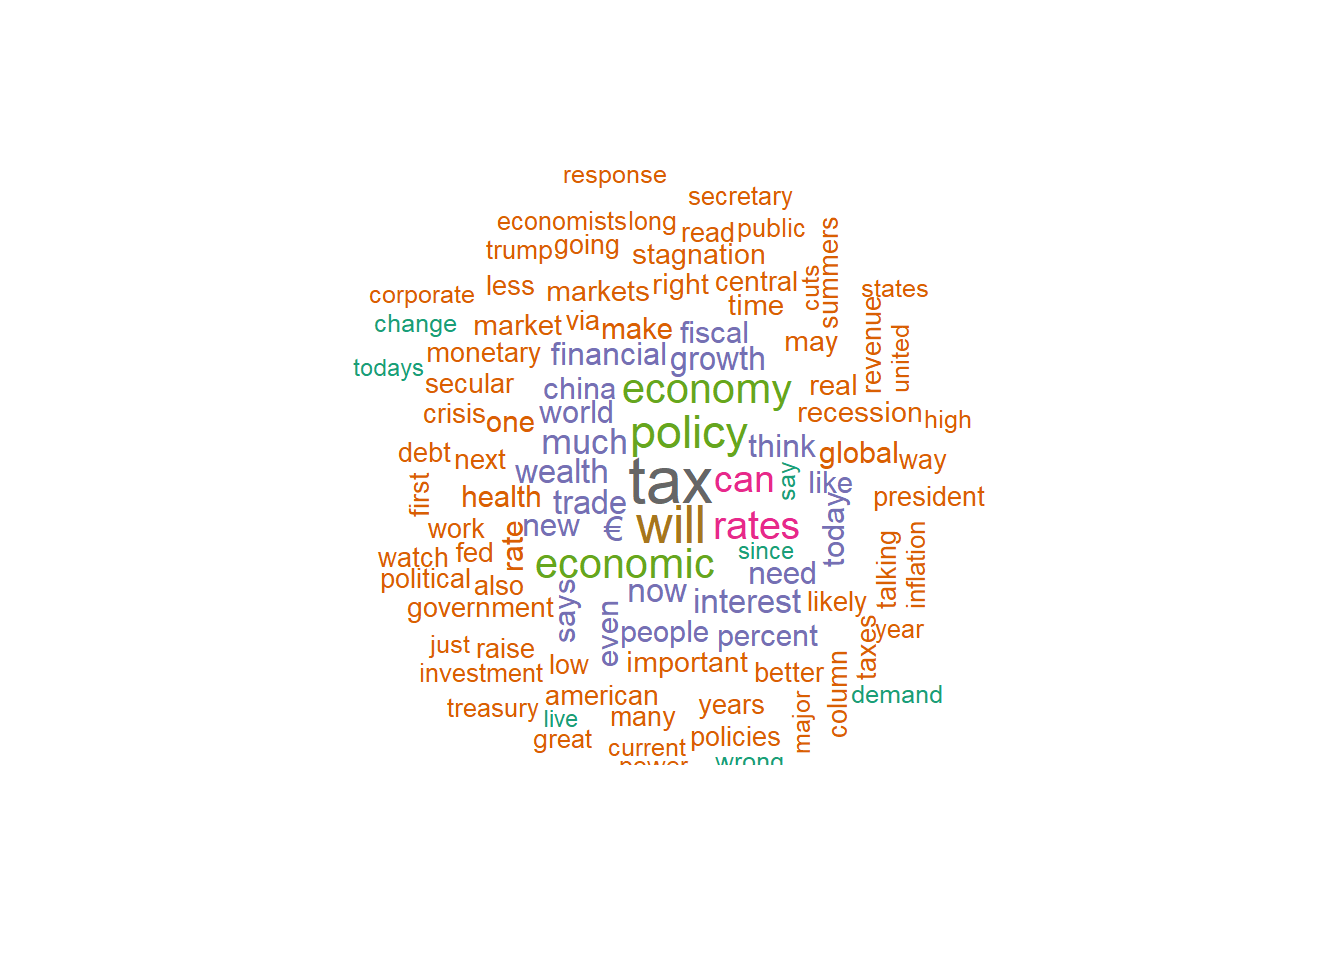 response
secretary
economists long
read public
trump going
stagnation
summers
central
cuts
right
less
markets
states
corporate
time
change
market via make
fiscal
may
revenue
united
monetary
financial growth
todays
secular
china
economy
real
crisis one
world
recession high
much
policy think
debt next
global way
wealth
tax can
say
like
first
health
trade
president
new
€
will rates
today
work
rate
watch fed
since
economic
need
political also
talking
inflation
government
says
now interest likely
even
people percent
taxes year
just raise
investment low important better
column
american
demand
treasury
live
many years
major
great
current policies
power
wrong